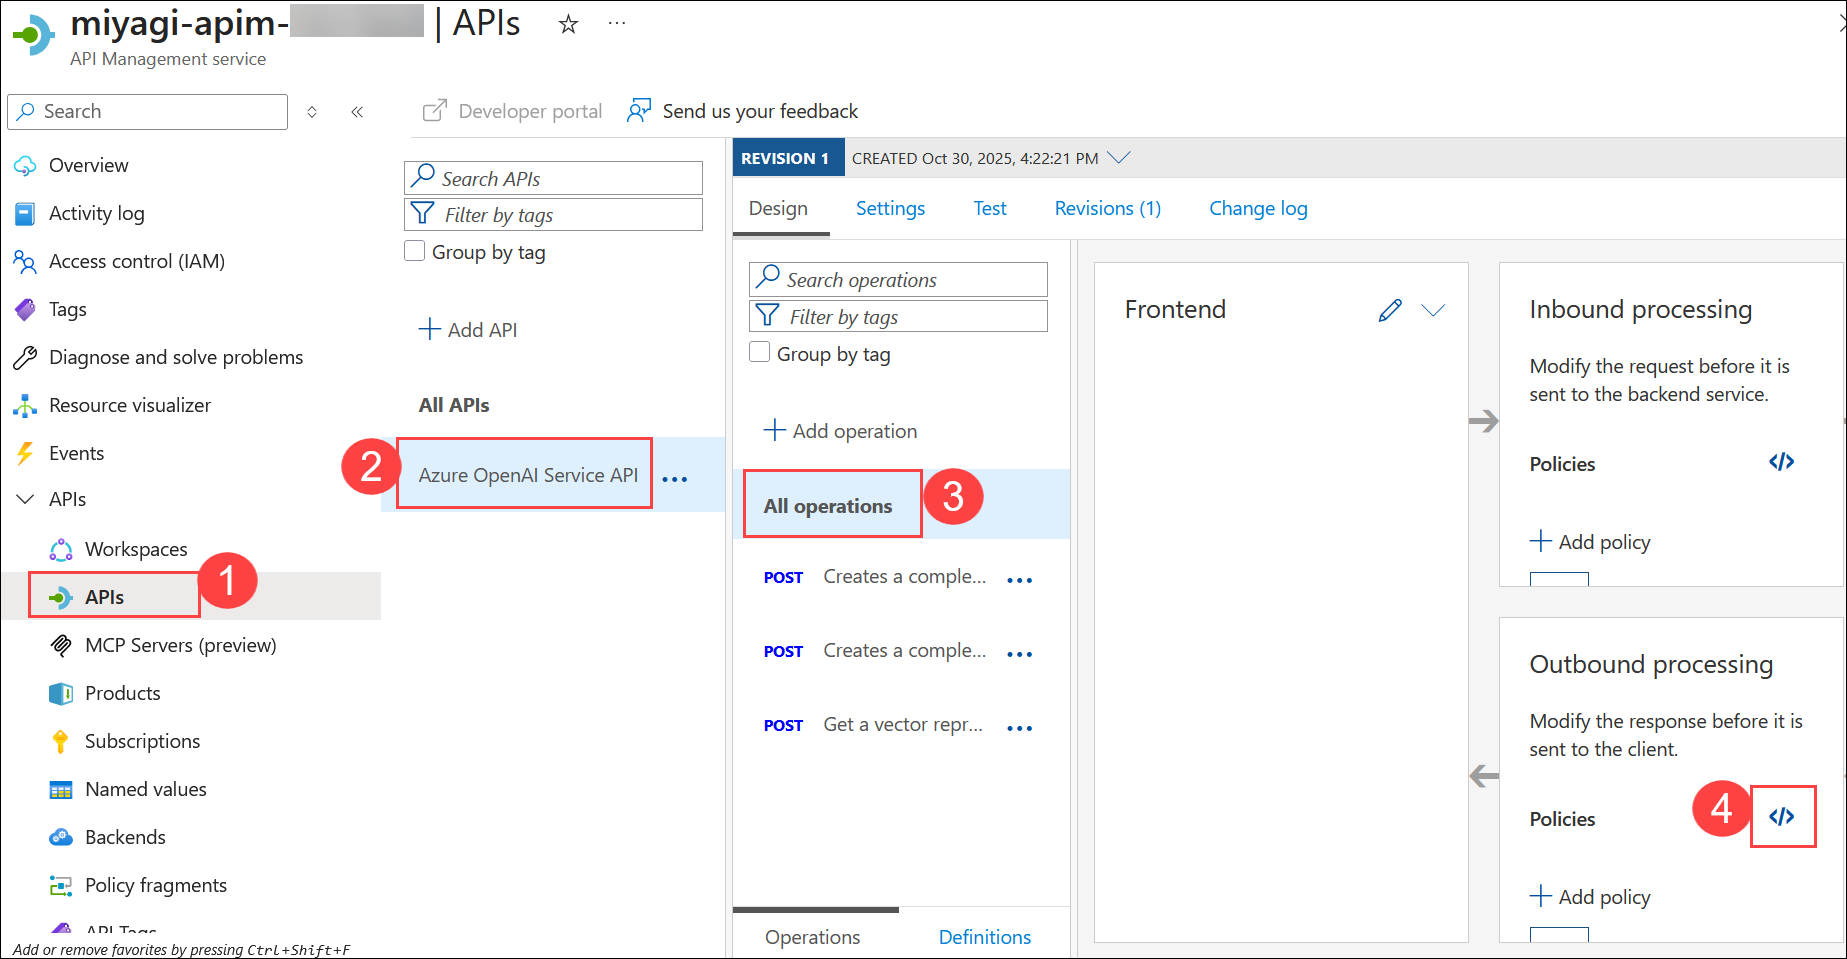 miyagi-apim- | APIs
API Management service
Search
Overview
Activity log
Access control (IAM)
Tags
Diagnose and solve problems
Resource visualizer
Events
APIs
Workspaces
APIs
1
MCP Servers (preview)
Products
Subscriptions
Named values
Backends
Policy fragments
API Tags
Add or remove favorites by pressing Ctrl+Shift+F
Developer portal
Send us your feedback
Search APIs
Filter by tags
Group by tag
Add API
All APIs
2
Azure OpenAI Service API
...
REVISION 1
CREATED Oct 30, 2025, 4:22:21 PM
Design
Settings
Test
Revisions (1)
Change log
Search operations
Filter by tags
Group by tag
Add operation
All operations
3
POST Creates a comple... ...
POST Creates a comple... ...
POST Get a vector repr... ...
Operations
Definitions
Frontend
Inbound processing
Modify the request before it is
sent to the backend service.
Policies </>
+ Add policy
Outbound processing
Modify the response before it is
sent to the client.
Policies 4 </>
+ Add policy